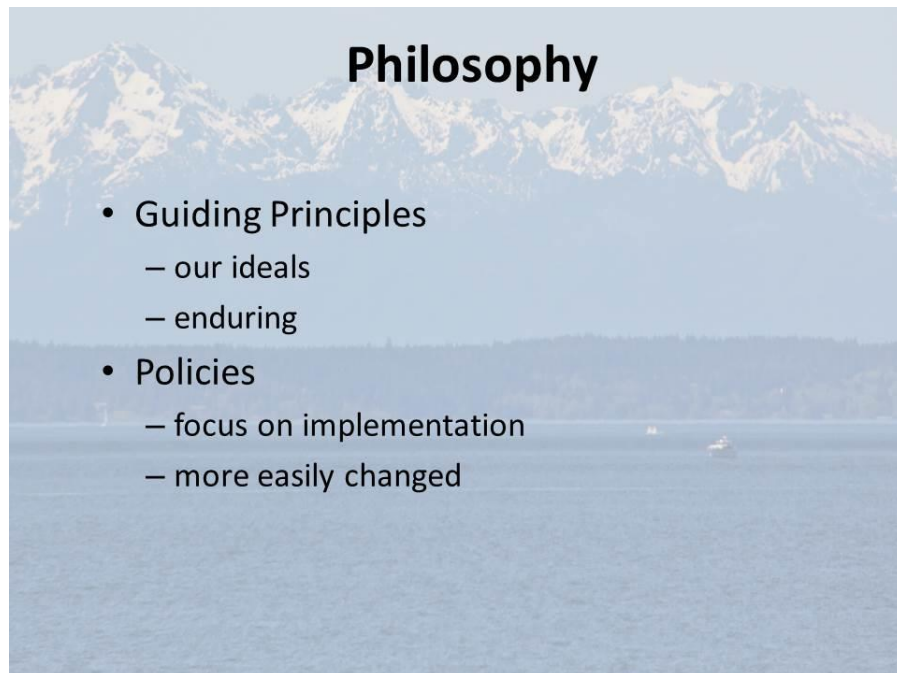 Philosophy
• Guiding Principles
– our ideals
– enduring
• Policies
– focus on implementation
– more easily changed